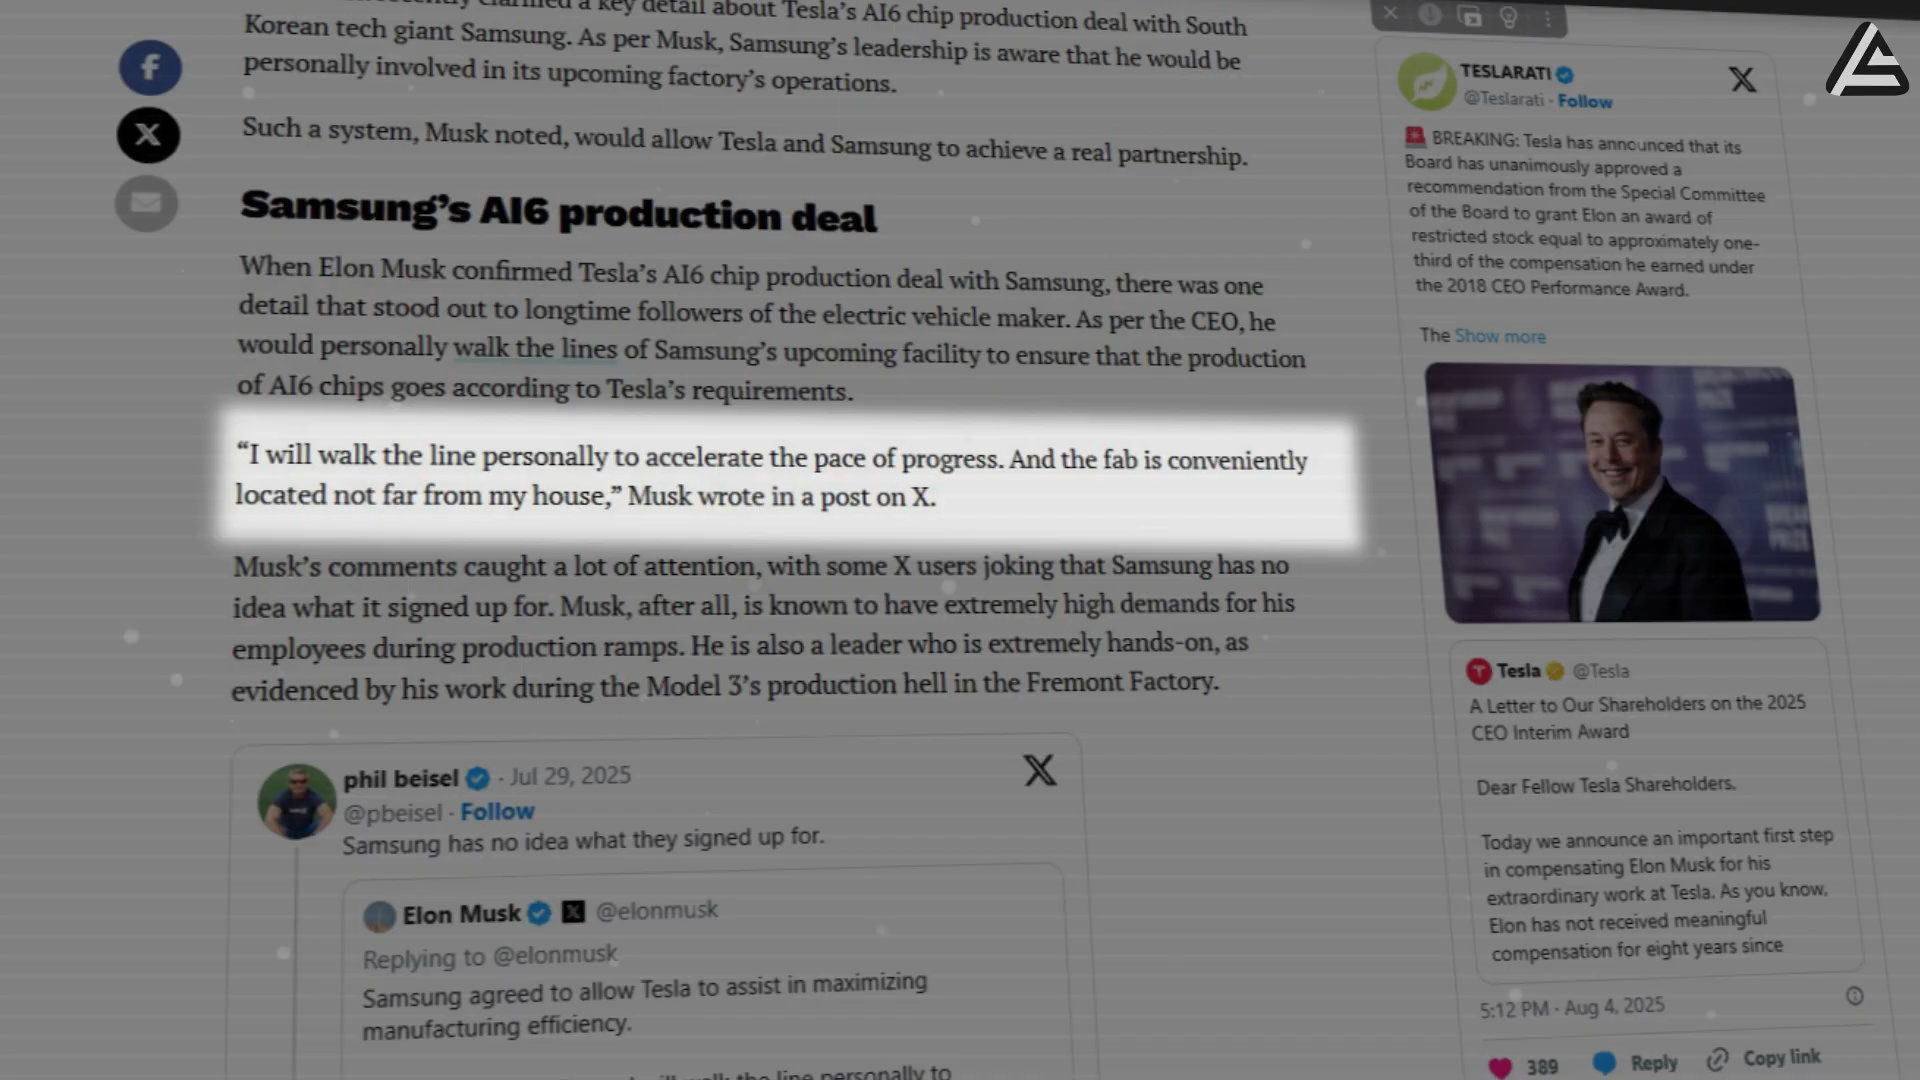 a key detail about Tesla's AI6 chip production deal with South
Korean tech giant Samsung. As per Musk, Samsung's leadership is aware that he would be
personally involved in its upcoming factory's operations.
Such a system, Musk noted, would allow Tesla and Samsung to achieve a real partnership.
Samsung's AI6 production deal
When Elon Musk confirmed Tesla's AI6 chip production deal with Samsung, there was one
detail that stood out to longtime followers of the electric vehicle maker. As per the CEO, he
would personally walk the lines of Samsung's upcoming facility to ensure that the production
of AI6 chips goes according to Tesla's requirements.
“I will walk the line personally to accelerate the pace of progress. And the fab is conveniently
located not far from my house,” Musk wrote in a post on X.
Musk's comments caught a lot of attention, with some X users joking that Samsung has no
idea what it signed up for. Musk, after all, is known to have extremely high demands for his
employees during production ramps. He is also a leader who is extremely hands-on, as
evidenced by his work during the Model 3's production hell in the Fremont Factory.
phil beisel · Jul 29, 2025
@pbeisel · Follow
Samsung has no idea what they signed up for.
Elon Musk @elonmusk
Replying to @elonmusk
Samsung agreed to allow Tesla to assist in maximizing
manufacturing efficiency.
walk the line personally to
TESLARATI
@Teslarati · Follow
🚨 BREAKING: Tesla has announced that its
Board has unanimously approved a
recommendation from the Special Committee
of the Board to grant Elon an award of
restricted stock equal to approximately one-
third of the compensation he earned under
the 2018 CEO Performance Award.
The Show more
Tesla @Tesla
A Letter to Our Shareholders on the 2025
CEO Interim Award
Dear Fellow Tesla Shareholders,
Today we announce an important first step
in compensating Elon Musk for his
extraordinary work at Tesla. As you know,
Elon has not received meaningful
compensation for eight years since
5:12 PM · Aug 4, 2025
389 Reply Copy link